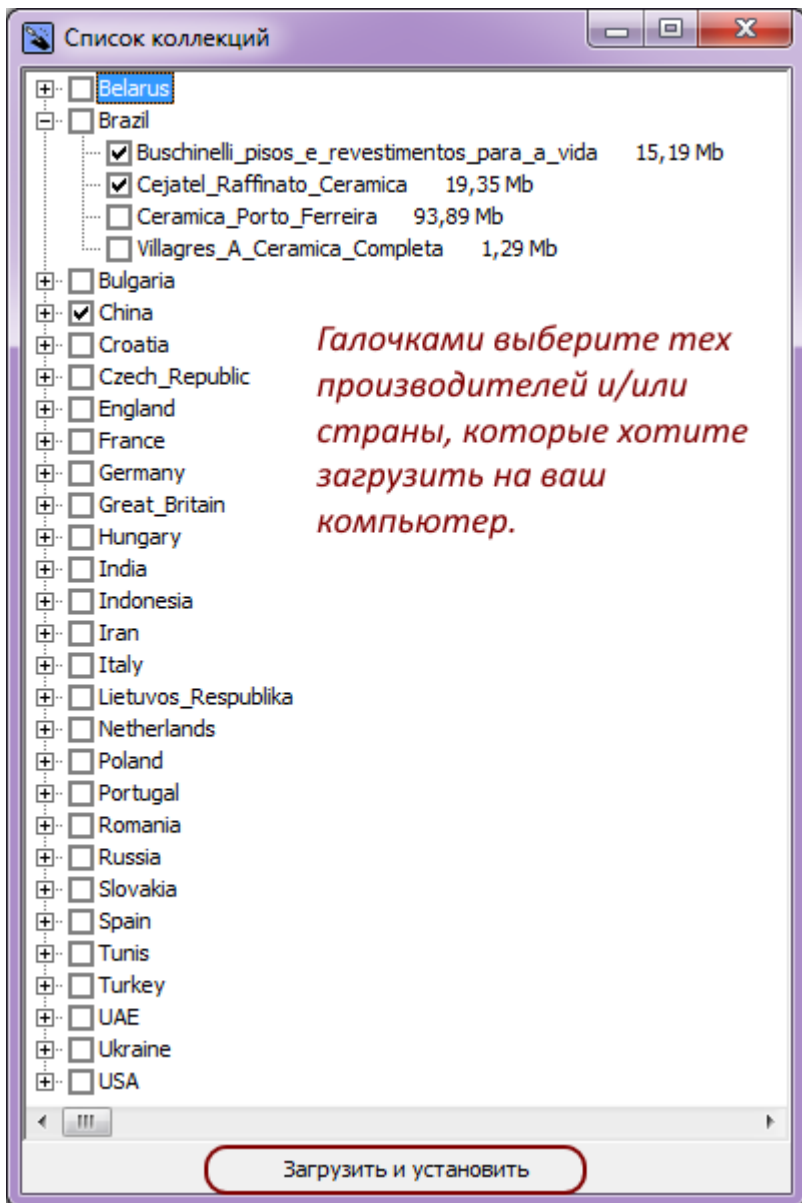 Список коллекций
Belarus
Brazil
Buschinelli_pisos_e_revestimentos_para_a_vida 15,19 Mb
Cejatel_Raffinato_Ceramica 19,35 Mb
Ceramica_Porto_Ferreira 93,89 Mb
Villagres_A_Ceramica_Completa 1,29 Mb
Bulgaria
China
Croatia
Czech_Republic
England
France
Germany
Great_Britain
Hungary
India
Indonesia
Iran
Italy
Lietuvos_Respublika
Netherlands
Poland
Portugal
Romania
Russia
Slovakia
Spain
Tunis
Turkey
UAE
Ukraine
USA
Галочками выберите тех
производителей и/или
страны, которые хотите
загрузить на ваш
компьютер.
Загрузить и установить